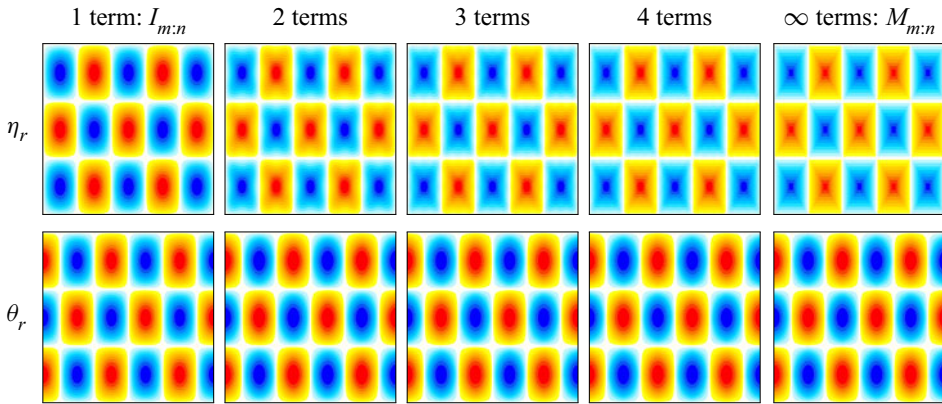 1 term: I_{m:n} 2 terms 3 terms 4 terms ∞ terms: M_{m:n}
η_r
θ_r